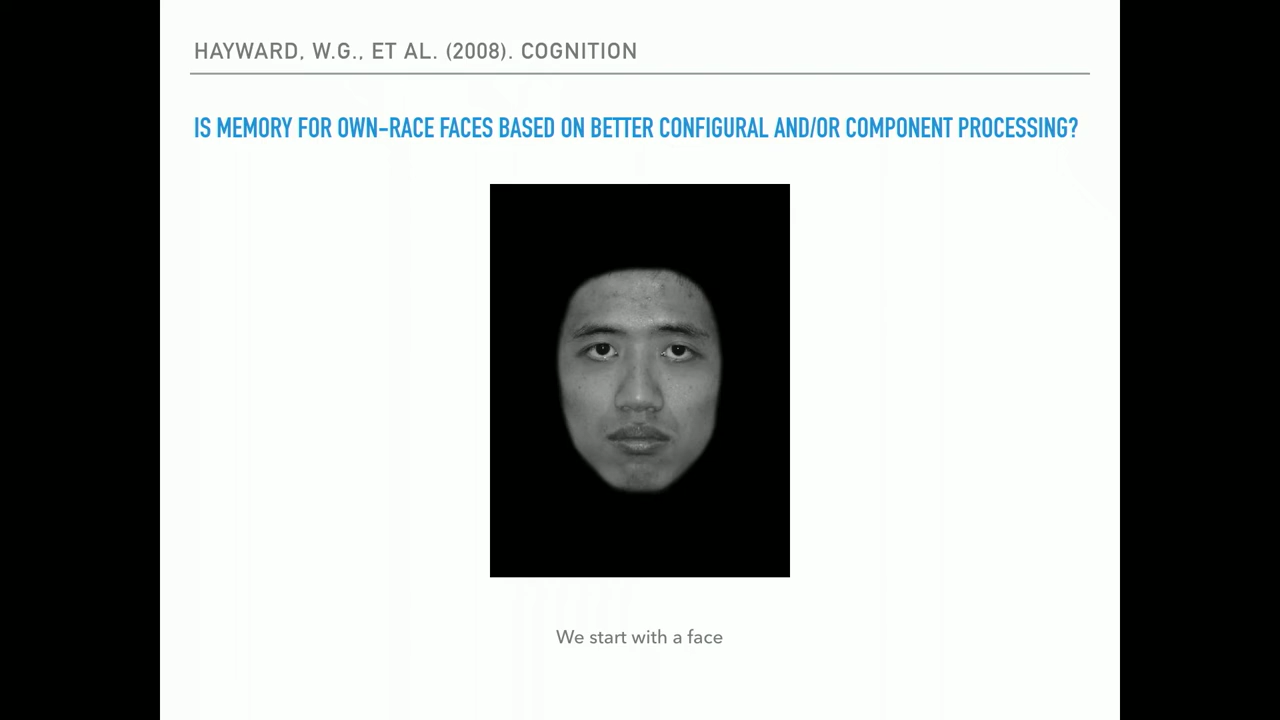 HAYWARD, W.G., ET AL. (2008). COGNITION
IS MEMORY FOR OWN-RACE FACES BASED ON BETTER CONFIGURAL AND/OR COMPONENT PROCESSING?
We start with a face